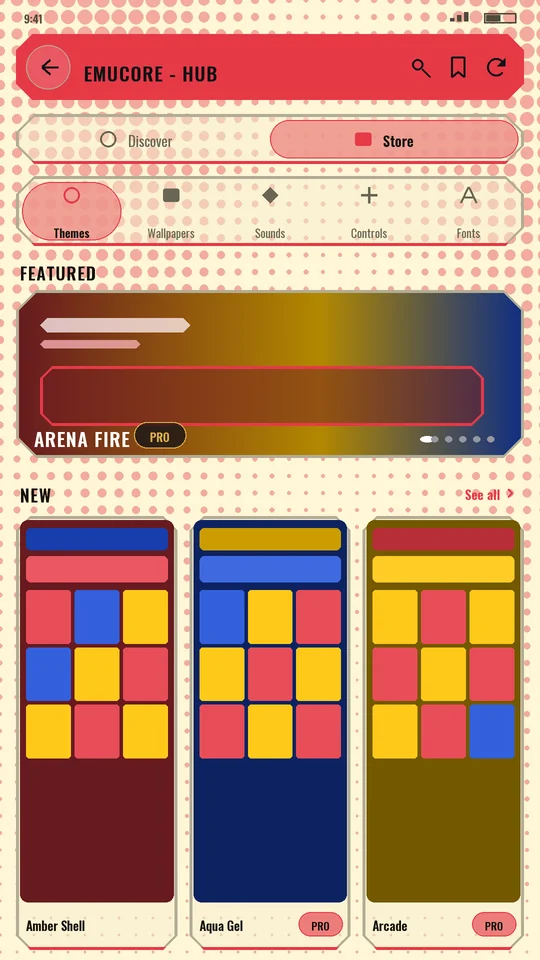 9:41
EMUCORE - HUB
Discover
Store
Themes
Wallpapers
Sounds
Controls
Fonts
FEATURED
ARENA FIRE PRO
NEW
See all
Amber Shell
Aqua Gel PRO
Arcade PRO